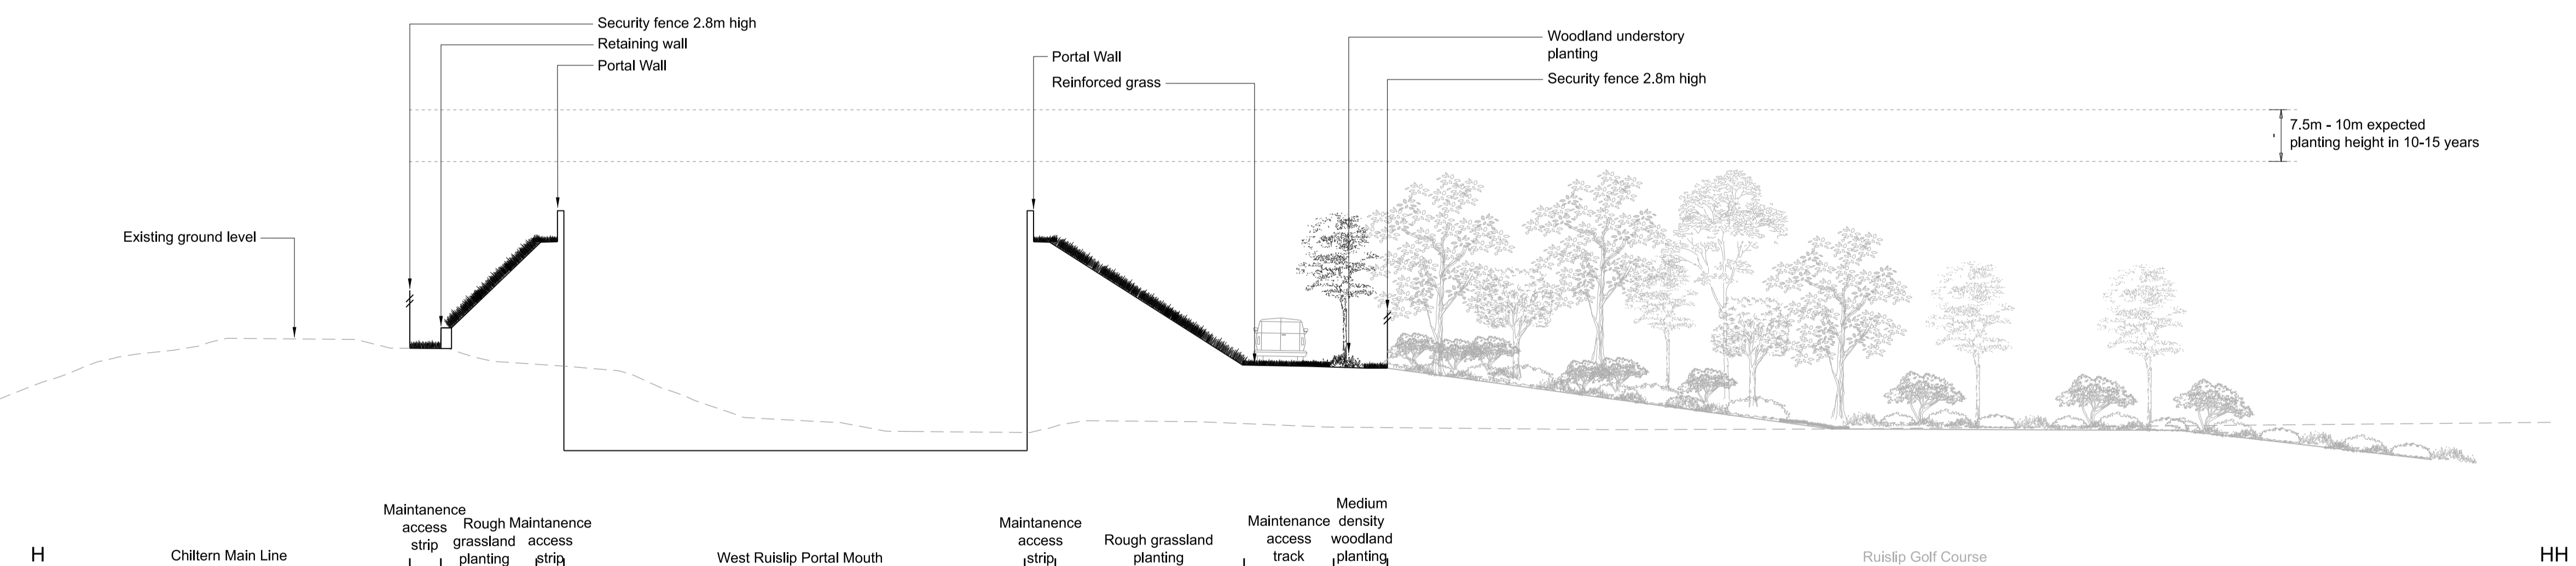 Security fence 2.8m high
Retaining wall
Portal Wall
Portal Wall
Reinforced grass
Woodland understory
planting
Security fence 2.8m high
7.5m - 10m expected
planting height in 10-15 years
Existing ground level
H
Chiltern Main Line
Maintanence
access
strip
Rough
grassland
planting
Maintanence
access
strip
West Ruislip Portal Mouth
Maintanence
access
strip
Rough grassland
planting
Maintenance
access
track
Medium
density
woodland
planting
Ruislip Golf Course
HH